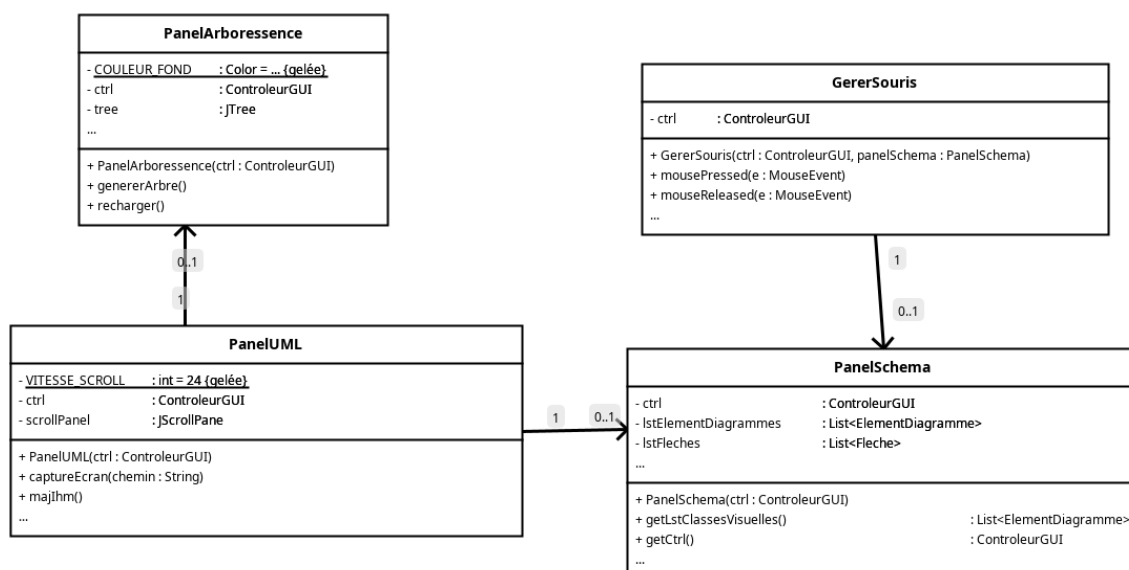 PanelArboressence
- COULEUR_FOND : Color = ... {gelée}
- ctrl : ControleurGUI
- tree : JTree
...
+ PanelArboressence(ctrl : ControleurGUI)
+ genererArbre()
+ recharger()
0..1
1
GererSouris
- ctrl : ControleurGUI
+ GererSouris(ctrl : ControleurGUI, panelSchema : PanelSchema)
+ mousePressed(e : MouseEvent)
+ mouseReleased(e : MouseEvent)
...
1
0..1
PanelUML
- VITESSE_SCROLL : int = 24 {gelée}
- ctrl : ControleurGUI
- scrollPanel : JScrollPane
+ PanelUML(ctrl : ControleurGUI)
+ captureEcran(chemin : String)
+ majIhm()
...
1
0..1
PanelSchema
- ctrl : ControleurGUI
- lstElementDiagrammes : List<ElementDiagramme>
- lstFleches : List<Fleche>
...
+ PanelSchema(ctrl : ControleurGUI)
+ getLstClassesVisuelles() : List<ElementDiagramme>
+ getCtrl() : ControleurGUI
...